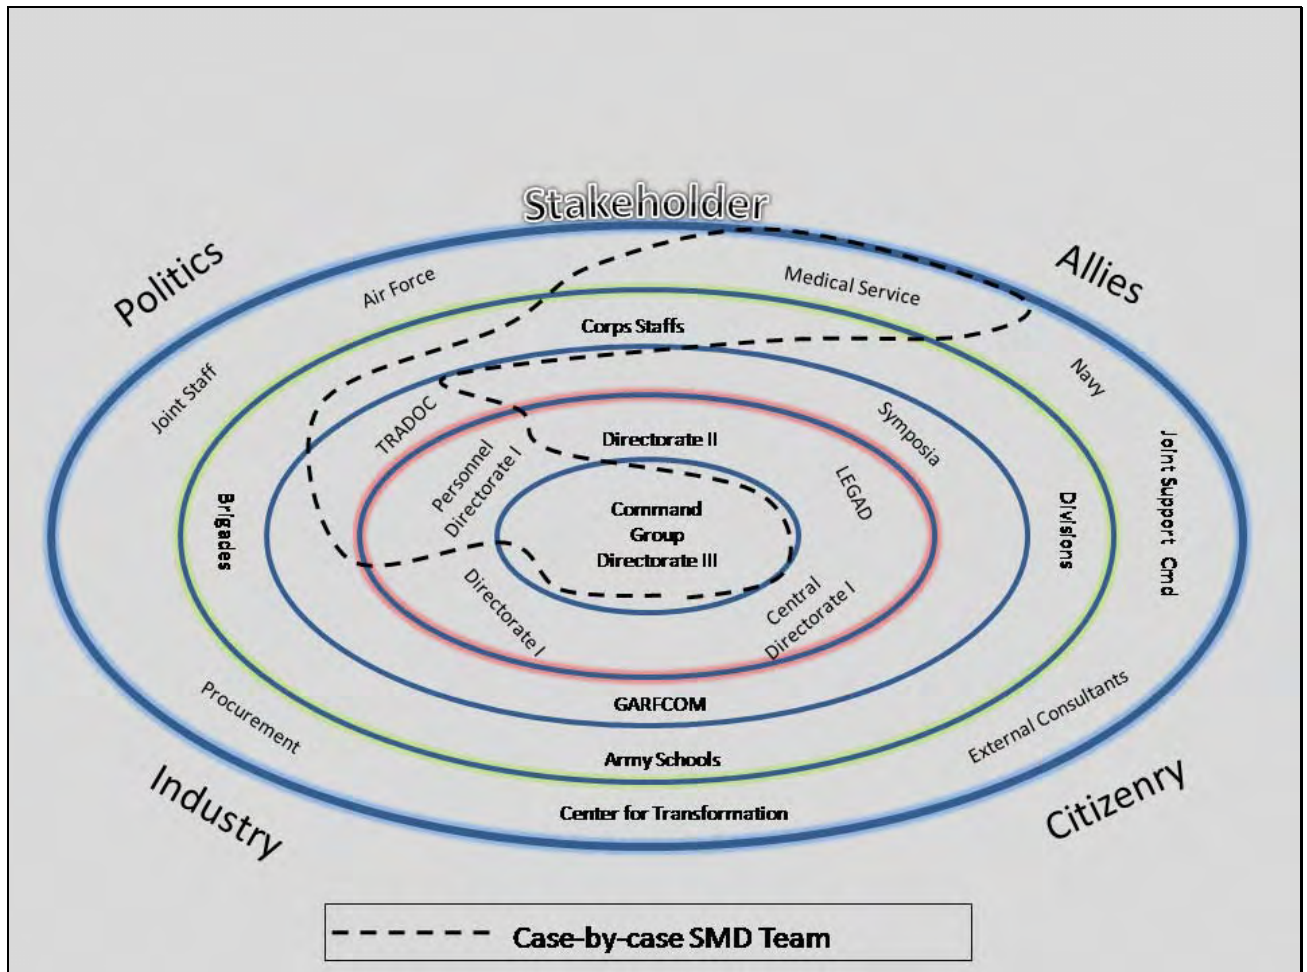 Stakeholder
Politics
Allies
Air Force
Medical Service
Corps Staffs
Joint Staff
Navy
TRADOC
Symposia
Personnel
Directorate I
Directorate II
LEGAD
Joint Support Cmd
Brigades
Command
Group
Directorate III
Divisions
Directorate I
Central
Directorate I
Procurement
GARFCOM
External Consultants
Army Schools
Center for Transformation
Industry
Citizenry
Case-by-case SMD Team